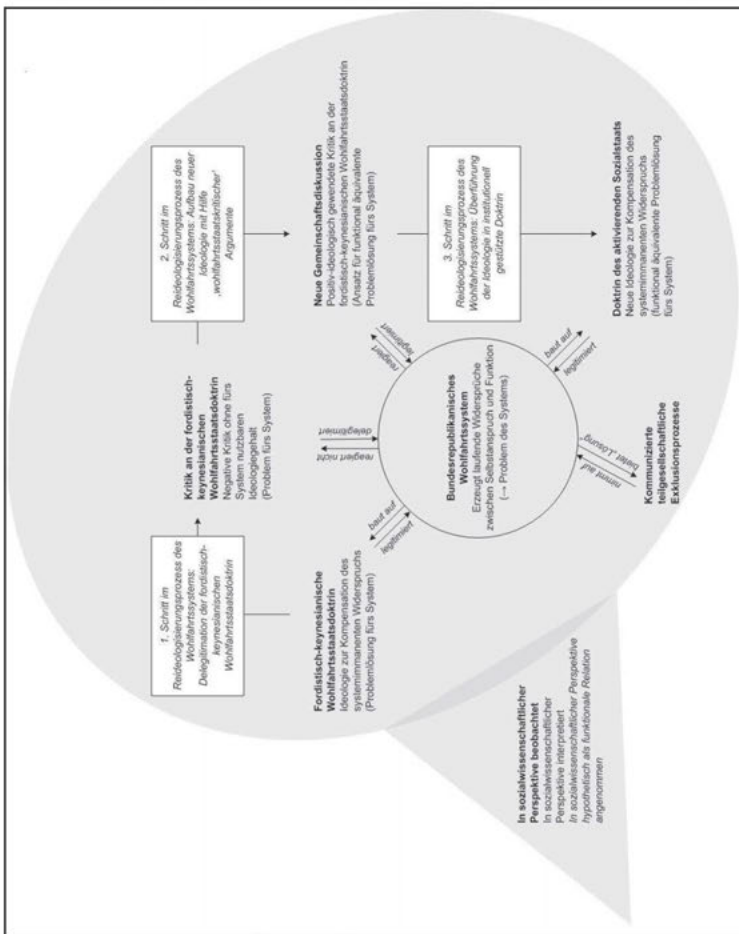 1. Schritt im
Reideologisierungsprozess des
Wohlfahrtssystems:
Delegitimation der fordistisch-
keynesianischen
Wohlfahrtsstaatsdoktrin
Kritik an der fordistisch-
keynesianischen
Wohlfahrtsstaatsdoktrin
Negative Kritik ohne fürs
System nutzbaren
Ideologiegehalt
(Problem fürs System)
2. Schritt im
Reideologisierungsprozess des
Wohlfahrtssystems: Aufbau neuer
Ideologie mit Hilfe
‚wohlfahrtsstaatskritischer'
Argumente
Fordistisch-keynesianische
Wohlfahrtsstaatsdoktrin
Ideologie zur Kompensation des
systemimmanenten Widerspruchs
(Problemlösung fürs System)
baut auf
legitimiert
reagiert nicht
delegitimiert
reagiert
legitimiert
Neue Gemeinschaftsdiskussion
Positiv-ideologisch gewendete Kritik an der
fordistisch-keynesianischen Wohlfahrtsstaatsdoktrin
(Ansatz für funktional äquivalente
Problemlösung fürs System)
Bundesrepublikanisches
Wohlfahrtssystem
Erzeugt laufende Widersprüche
zwischen Selbstanspruch und Funktion
(→ Problem des Systems)
3. Schritt im
Reideologisierungsprozess des
Wohlfahrtssystems: Überführung
der Ideologie in institutionell
gestützte Doktrin
nimmt auf
bietet „Lösung"
baut auf
legitimiert
Kommunizierte
teilgesellschaftliche
Exklusionsprozesse
Doktrin des aktivierenden Sozialstaats
Neue Ideologie zur Kompensation des
systemimmanenten Widerspruchs
(funktional äquivalente Problemlösung
fürs System)
In sozialwissenschaftlicher
Perspektive beobachtet
In sozialwissenschaftlicher
Perspektive interpretiert
In sozialwissenschaftlicher Perspektive
hypothetisch als funktionale Relation
angenommen